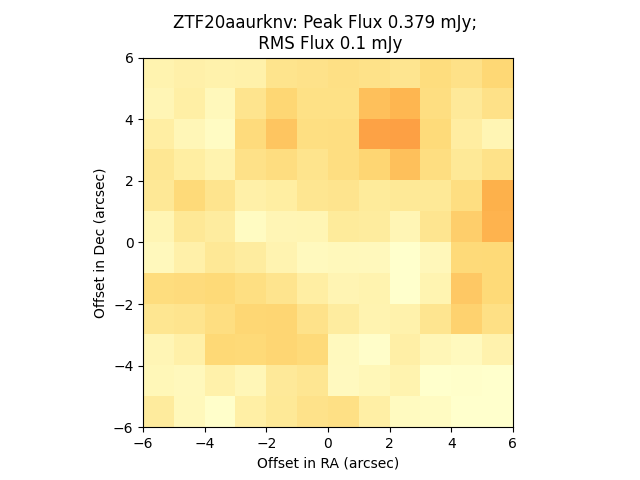 ZTF20aaurknv: Peak Flux 0.379 mJy;
RMS Flux 0.1 mJy
6
4
2
0
−2
−4
−6
Offset in Dec (arcsec)
−6 −4 −2 0 2 4 6
Offset in RA (arcsec)